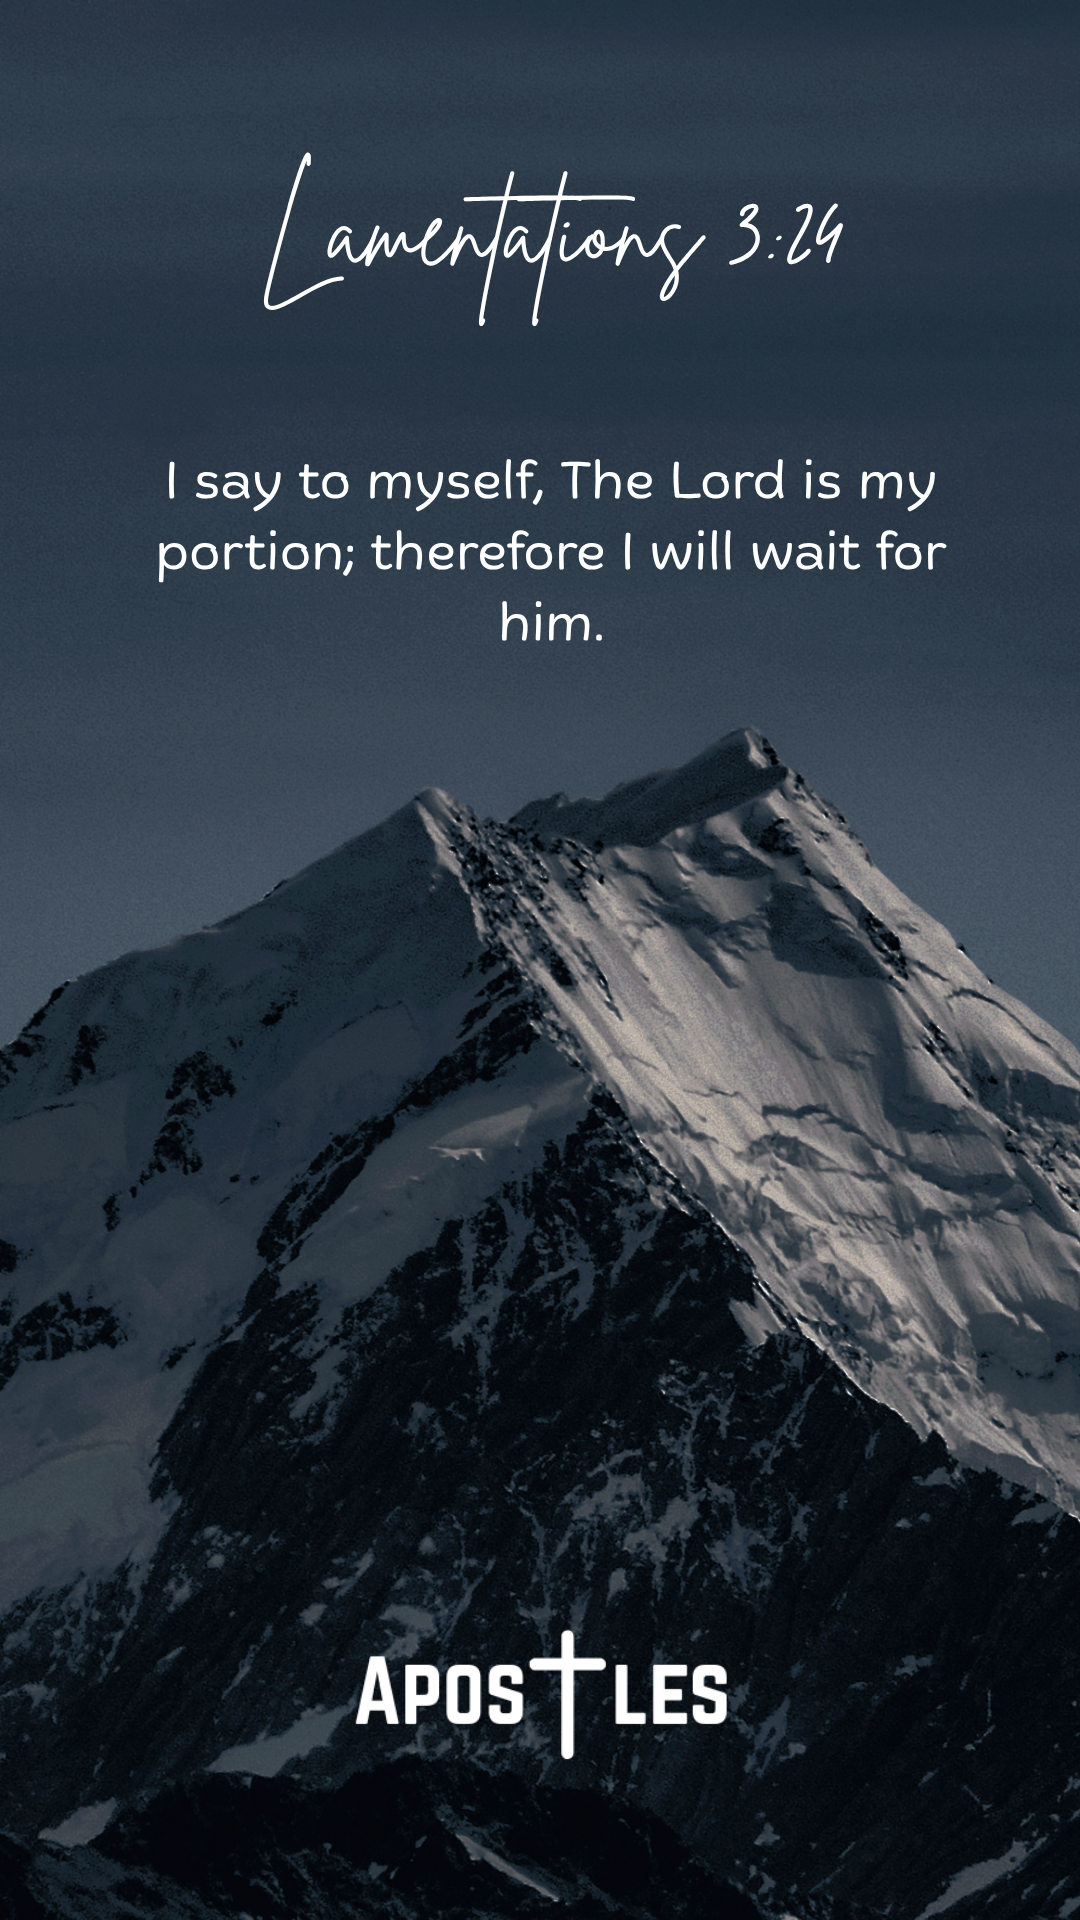 Lamentations 3:24
I say to myself, The Lord is my
portion; therefore I will wait for
him.
APOSTLES